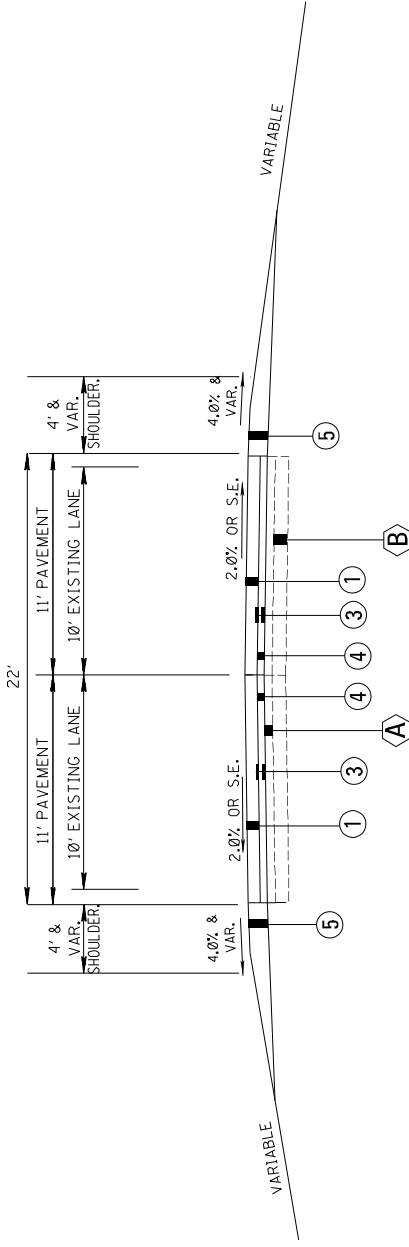 22'
11' PAVEMENT
11' PAVEMENT
4' &
VAR.
SHOULDER.
10' EXISTING LANE
10' EXISTING LANE
4' &
VAR.
SHOULDER.
4.0% &
VAR.
2.0% OR S.E.
2.0% OR S.E.
4.0% &
VAR.
VARIABLE
VARIABLE
5
1
3
A
4
4
3
1
B
5